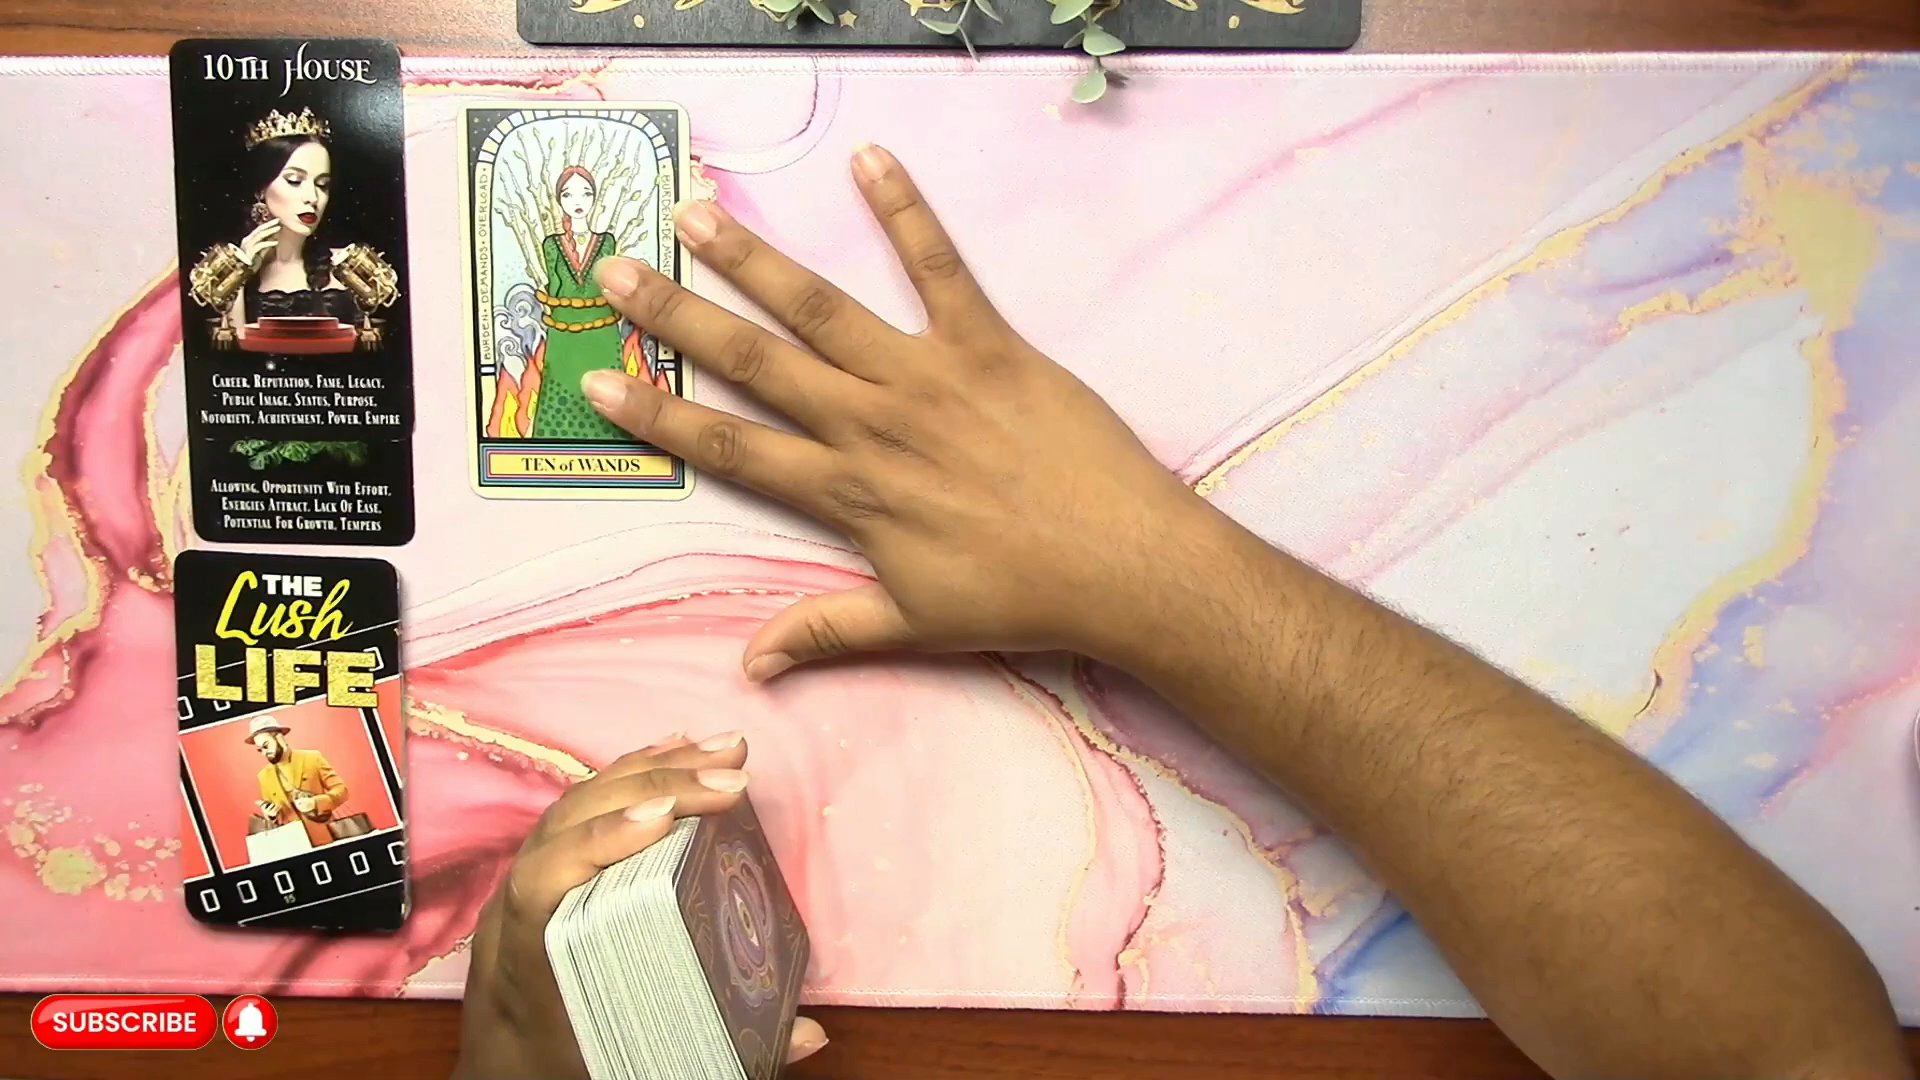 10TH HOUSE
CAREER, REPUTATION, FAME, LEGACY,
PUBLIC IMAGE, STATUS, PURPOSE,
NOTORIETY, ACHIEVEMENT, POWER, EMPIRE
ALLOWING, OPPORTUNITY WITH EFFORT,
ENERGIES ATTRACT, LACK OF EASE,
POTENTIAL FOR GROWTH, TEMPERS
BURDEN • DEMANDS • OVERLOAD •
BURDEN • DEMAND
TEN of WANDS
THE
Lush
LIFE
15
SUBSCRIBE